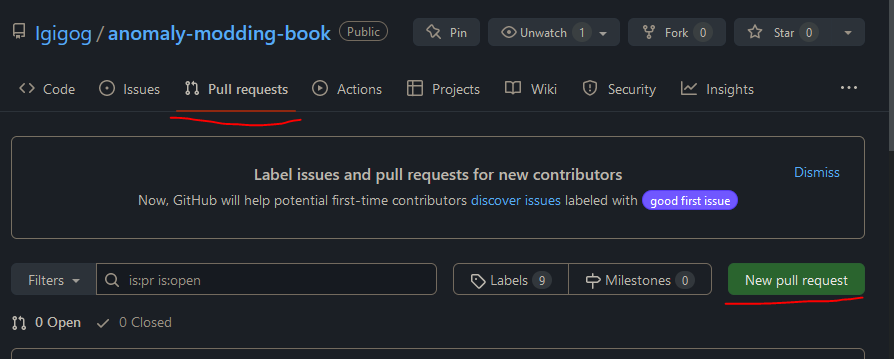 Igigog / anomaly-modding-book Public Pin Unwatch 1 Fork 0 Star 0
Code Issues Pull requests Actions Projects Wiki Security Insights ...
Label issues and pull requests for new contributors Dismiss
Now, GitHub will help potential first-time contributors discover issues labeled with good first issue
Filters is:pr is:open Labels 9 Milestones 0 New pull request
0 Open 0 Closed